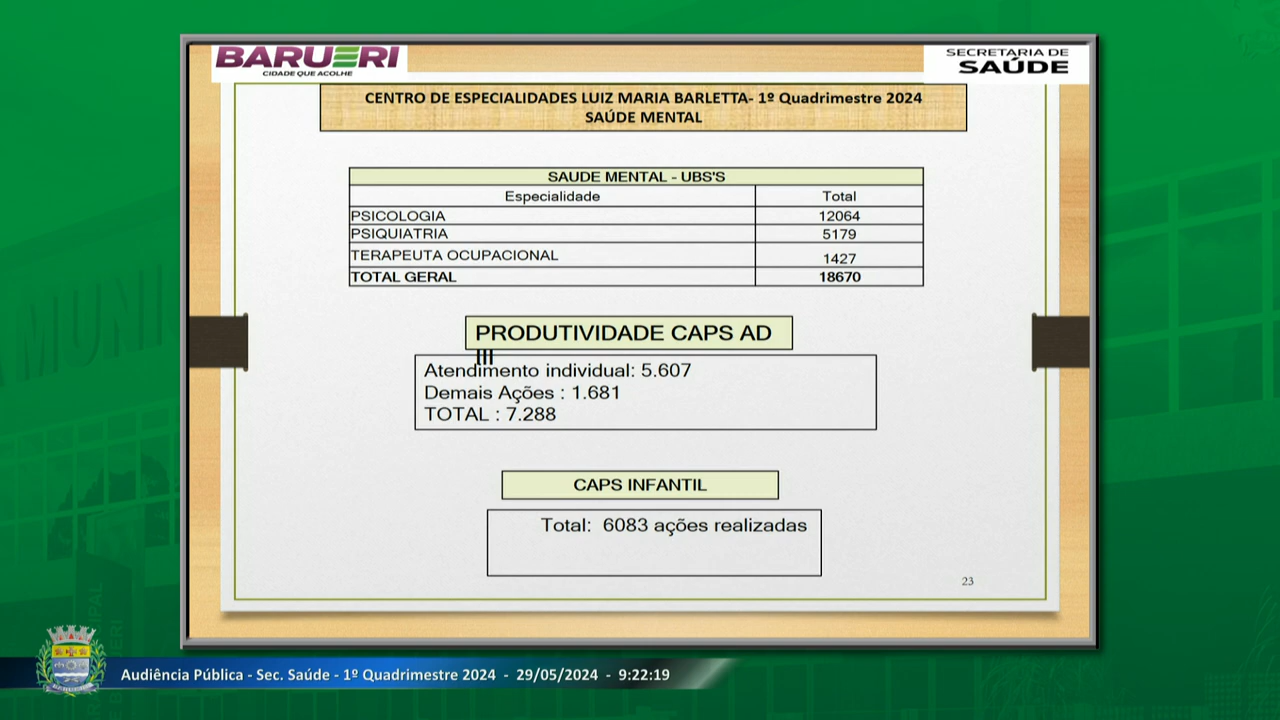 BARUERI
CIDADE QUE ACOLHE
SECRETARIA DE
SAÚDE
CENTRO DE ESPECIALIDADES LUIZ MARIA BARLETTA- 1º Quadrimestre 2024
SAÚDE MENTAL
SAUDE MENTAL - UBS'S
Especialidade Total
PSICOLOGIA 12064
PSIQUIATRIA 5179
TERAPEUTA OCUPACIONAL 1427
TOTAL GERAL 18670
PRODUTIVIDADE CAPS AD
III
Atendimento individual: 5.607
Demais Ações : 1.681
TOTAL : 7.288
CAPS INFANTIL
Total: 6083 ações realizadas
23
Audiência Pública - Sec. Saúde - 1º Quadrimestre 2024 - 29/05/2024 - 9:22:19